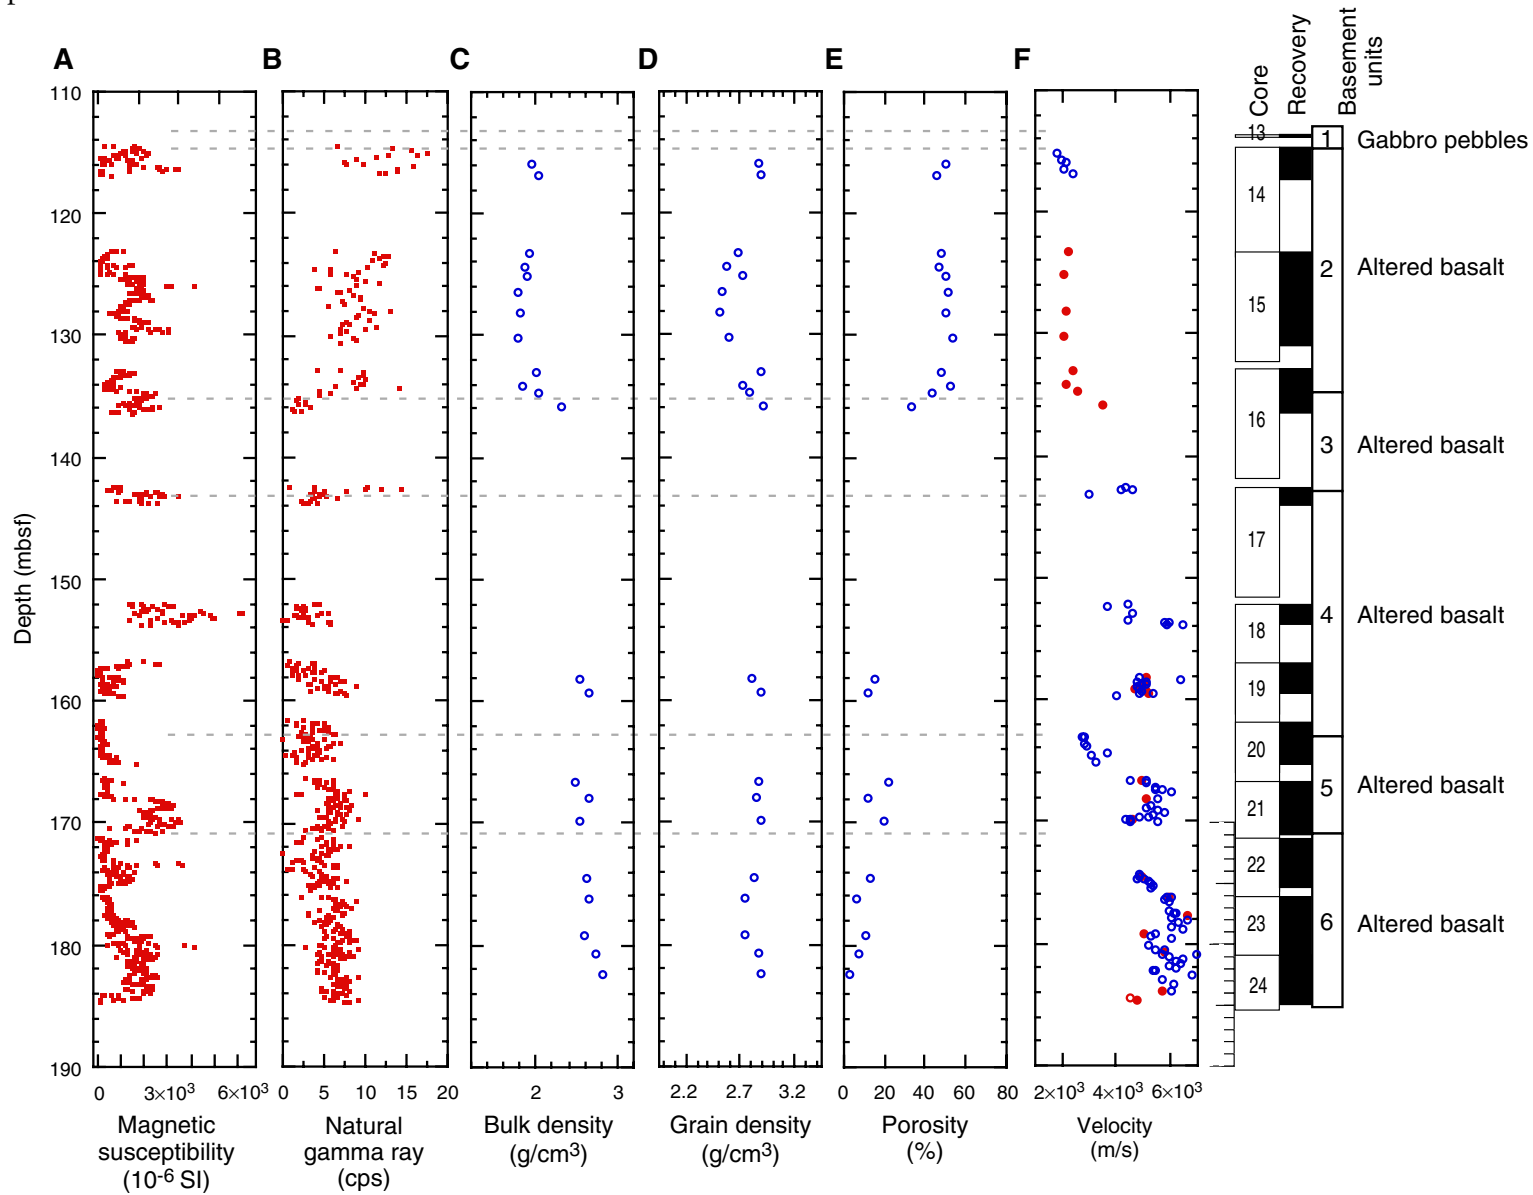 A
B
C
D
E
F
Core
Recovery
Basement
units
110
120
130
140
150
160
170
180
190
Depth (mbsf)
13
14
15
16
17
18
19
20
21
22
23
24
1
2
3
4
5
6
Gabbro pebbles
Altered basalt
Altered basalt
Altered basalt
Altered basalt
Altered basalt
0 3×10³ 6×10³
Magnetic
susceptibility
(10⁻⁶ SI)
0 5 10 15 20
Natural
gamma ray
(cps)
2 3
Bulk density
(g/cm³)
2.2 2.7 3.2
Grain density
(g/cm³)
0 20 40 60 80
Porosity
(%)
2×10³ 4×10³ 6×10³
Velocity
(m/s)